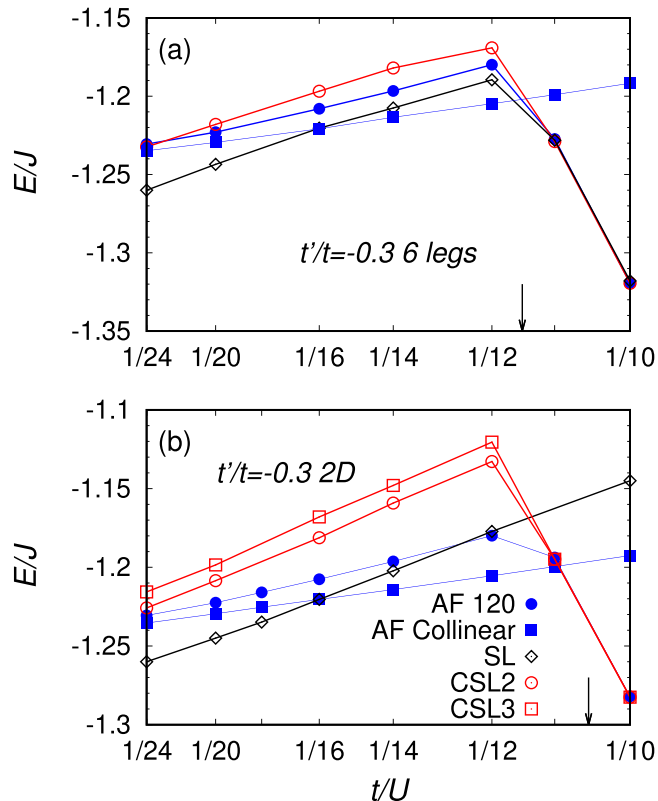 -1.15
(a)
-1.2
E/J
-1.25
-1.3
t'/t=-0.3 6 legs
-1.35
1/24 1/20 1/16 1/14 1/12 1/10
-1.1
(b)
t'/t=-0.3 2D
-1.15
E/J
-1.2
AF 120
AF Collinear
-1.25
SL
CSL2
CSL3
-1.3
1/24 1/20 1/16 1/14 1/12 1/10
t/U